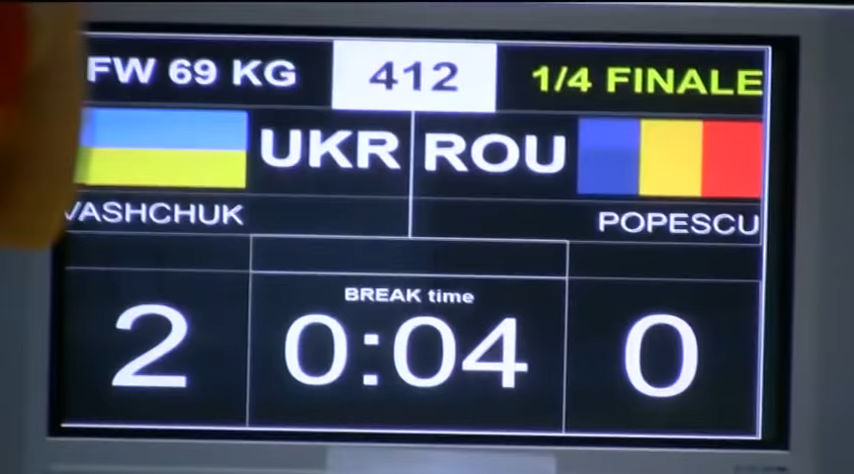 FW 69 KG 412 1/4 FINALE
UKR ROU
VASHCHUK POPESCU
BREAK time
2 0:04 0